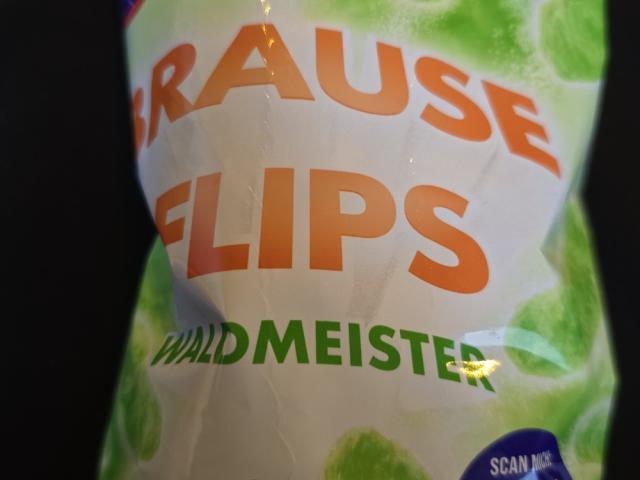 BRAUSE
FLIPS
WALDMEISTER
SCAN MICH: